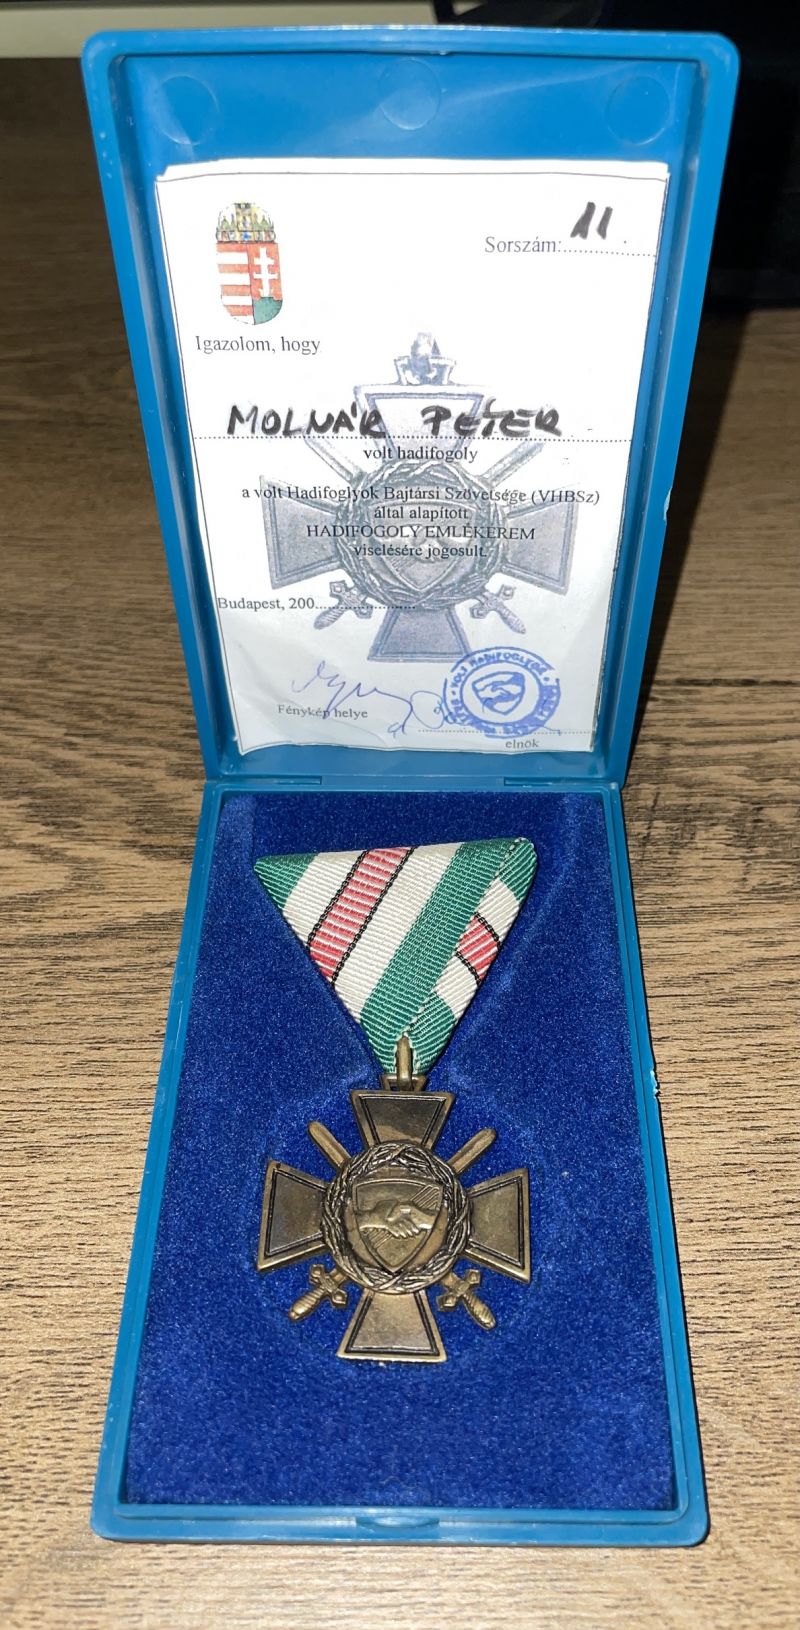 Sorszám:............ 11
Igazolom, hogy
MOLNÁR PÉTER
volt hadifogoly
a volt Hadifoglyok Bajtársi Szövetsége (VHBSz)
által alapított
HADIFOGOLY EMLÉKÉREM
viselésére jogosult.
Budapest, 200......................
Fénykép helye
elnök